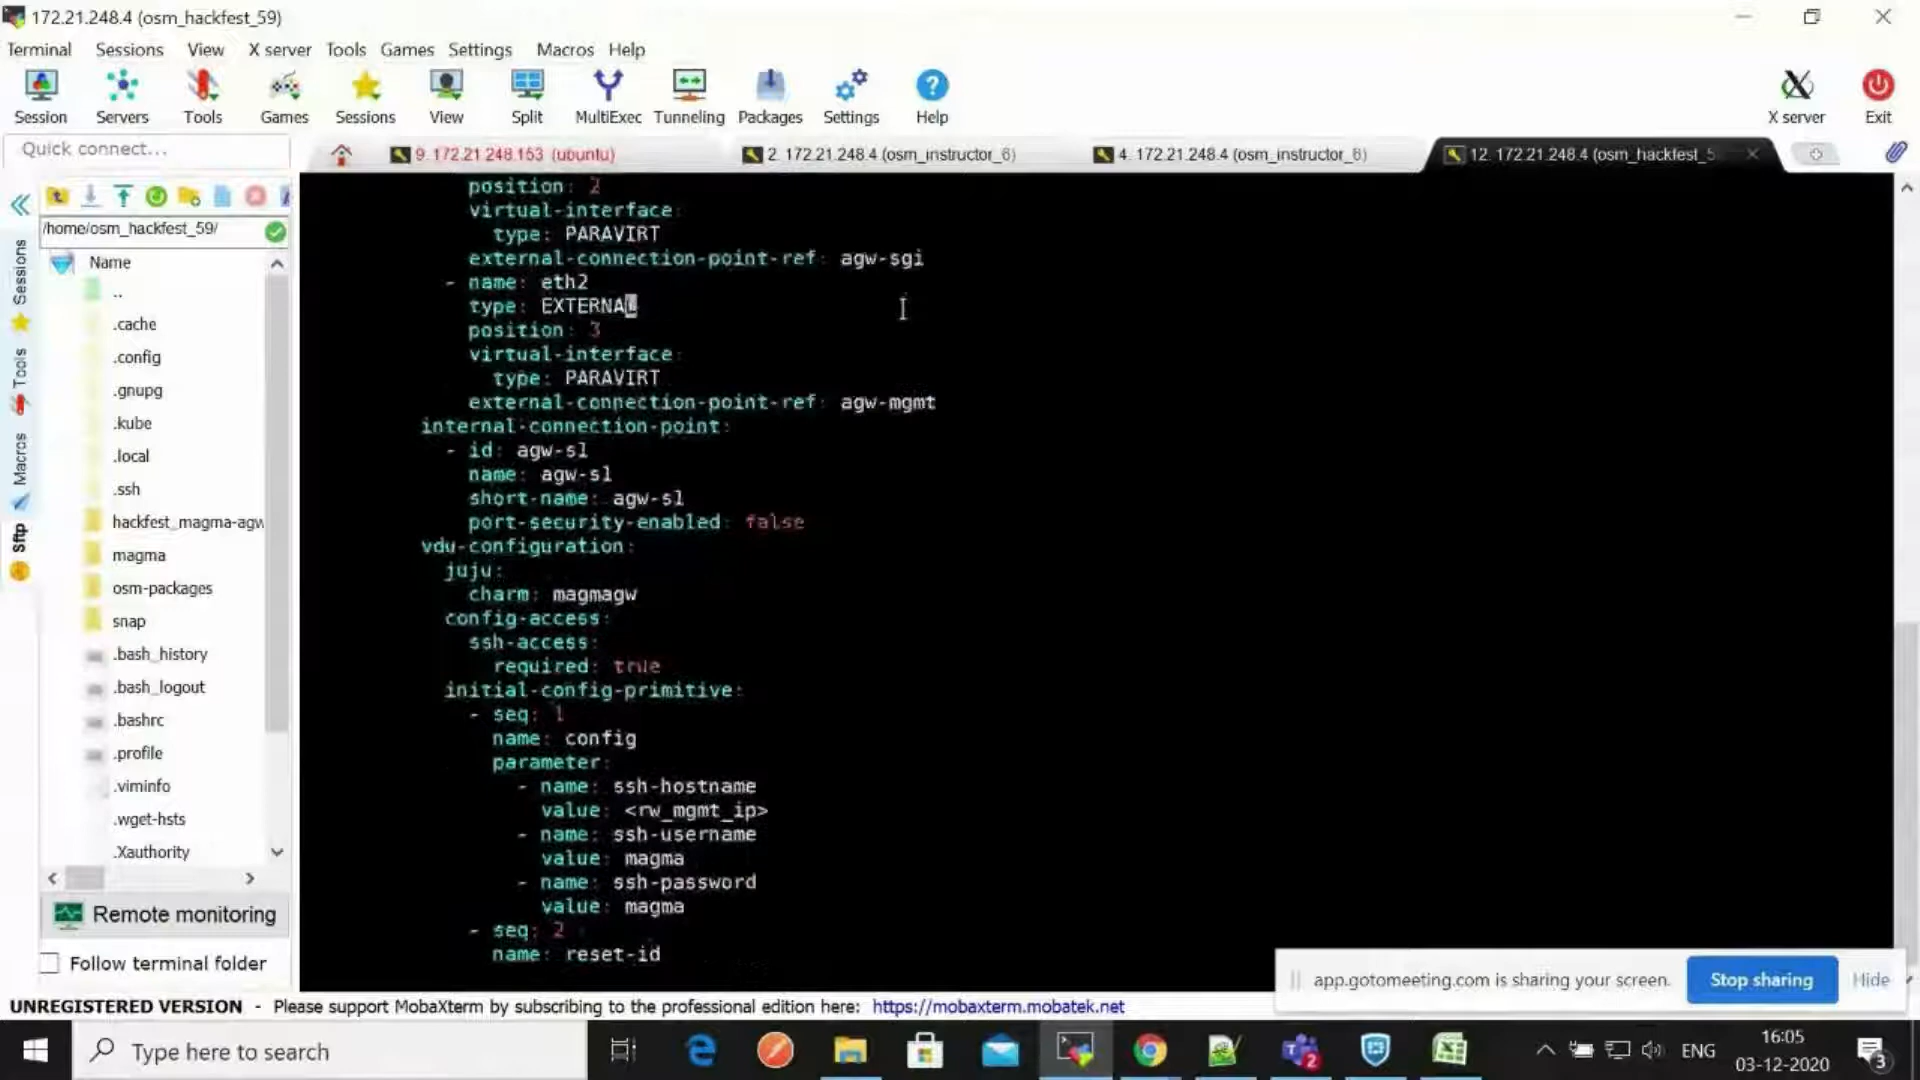 172.21.248.4 (osm_hackfest_59)
Terminal Sessions View X server Tools Games Settings Macros Help
Session Servers Tools Games Sessions View Split MultiExec Tunneling Packages Settings Help X server Exit
Quick connect...
9. 172.21.248.153 (ubuntu)
2. 172.21.248.4 (osm_instructor_6)
4. 172.21.248.4 (osm_instructor_6)
12. 172.21.248.4 (osm_hackfest_5
/home/osm_hackfest_59/
Name
..
.cache
.config
.gnupg
.kube
.local
.ssh
hackfest_magma-agw
magma
osm-packages
snap
.bash_history
.bash_logout
.bashrc
.profile
.viminfo
.wget-hsts
.Xauthority
Sessions
Tools
Macros
Sftp
Remote monitoring
Follow terminal folder
position: 2
virtual-interface:
type: PARAVIRT
external-connection-point-ref: agw-sgi
- name: eth2
type: EXTERNAL
position: 3
virtual-interface:
type: PARAVIRT
external-connection-point-ref: agw-mgmt
internal-connection-point:
- id: agw-s1
name: agw-s1
short-name: agw-s1
port-security-enabled: false
vdu-configuration:
juju:
charm: magmagw
config-access:
ssh-access:
required: true
initial-config-primitive:
- seq: 1
name: config
parameter:
- name: ssh-hostname
value: <rw_mgmt_ip>
- name: ssh-username
value: magma
- name: ssh-password
value: magma
- seq: 2
name: reset-id
app.gotomeeting.com is sharing your screen. Stop sharing Hide
UNREGISTERED VERSION - Please support MobaXterm by subscribing to the professional edition here: https://mobaxterm.mobatek.net
Type here to search
2
ENG
16:05
03-12-2020
3